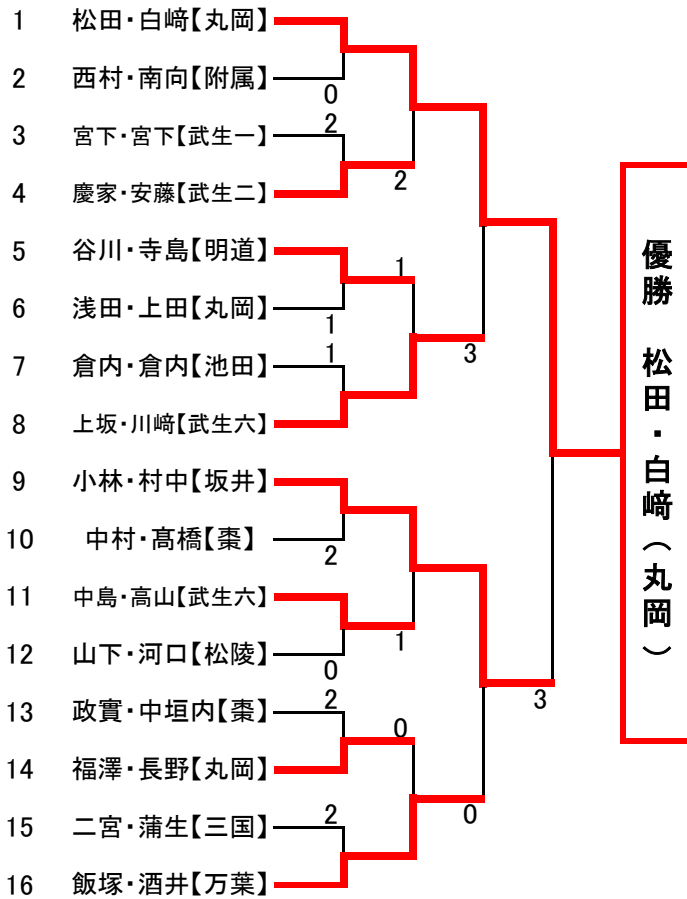 1 松田・白﨑【丸岡】
2 西村・南向【附属】
0
3 宮下・宮下【武生一】 2
4 慶家・安藤【武生二】 2
5 谷川・寺島【明道】 1
6 浅田・上田【丸岡】
1
7 倉内・倉内【池田】 1 3
8 上坂・川﨑【武生六】
9 小林・村中【坂井】
10 中村・髙橋【棗】 2
11 中島・高山【武生六】
12 山下・河口【松陵】 0 1
13 政實・中垣内【棗】 2 0 3
14 福澤・長野【丸岡】
15 二宮・蒲生【三国】 2 0
16 飯塚・酒井【万葉】
優勝 松田・白﨑（丸岡）